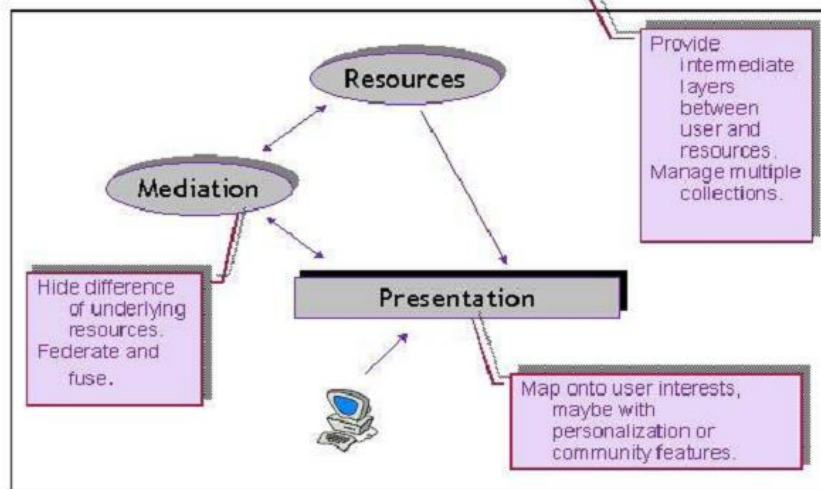 Resources
Provide
intermediate
layers
between
user and
resources.
Manage multiple
collections.
Mediation
Hide difference
of underlying
resources.
Federate and
fuse.
Presentation
Map onto user interests,
maybe with
personalization or
community features.